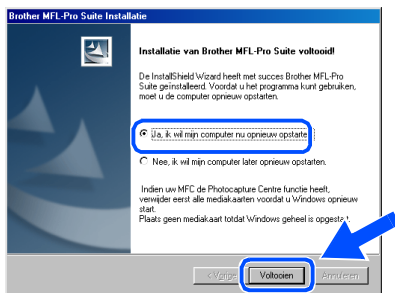 Brother MFL-Pro Suite Installatie
Installatie van Brother MFL-Pro Suite voltooid!
De InstallShield Wizard heeft met succes Brother MFL-Pro
Suite geïnstalleerd. Voordat u het programma kunt gebruiken,
moet u de computer opnieuw opstarten.
Ja, ik wil mijn computer nu opnieuw opstarten.
Nee, ik wil mijn computer later opnieuw opstarten.
Indien uw MFC de Photocapture Centre functie heeft,
verwijder eerst alle mediakaarten voordat u Windows opnieuw
start.
Plaats geen mediakaart totdat Windows geheel is opgestart.
< Vorige
Voltooien
Annuleren